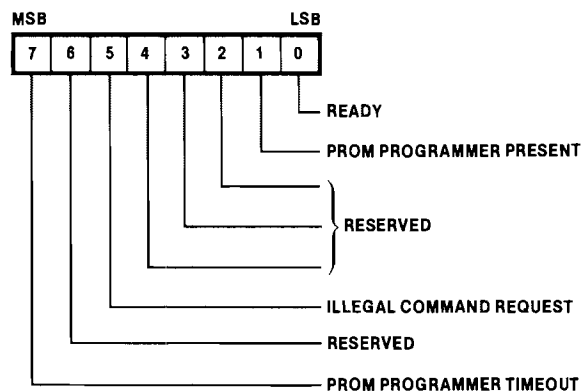 MSB LSB
7 6 5 4 3 2 1 0
READY
PROM PROGRAMMER PRESENT
RESERVED
ILLEGAL COMMAND REQUEST
RESERVED
PROM PROGRAMMER TIMEOUT